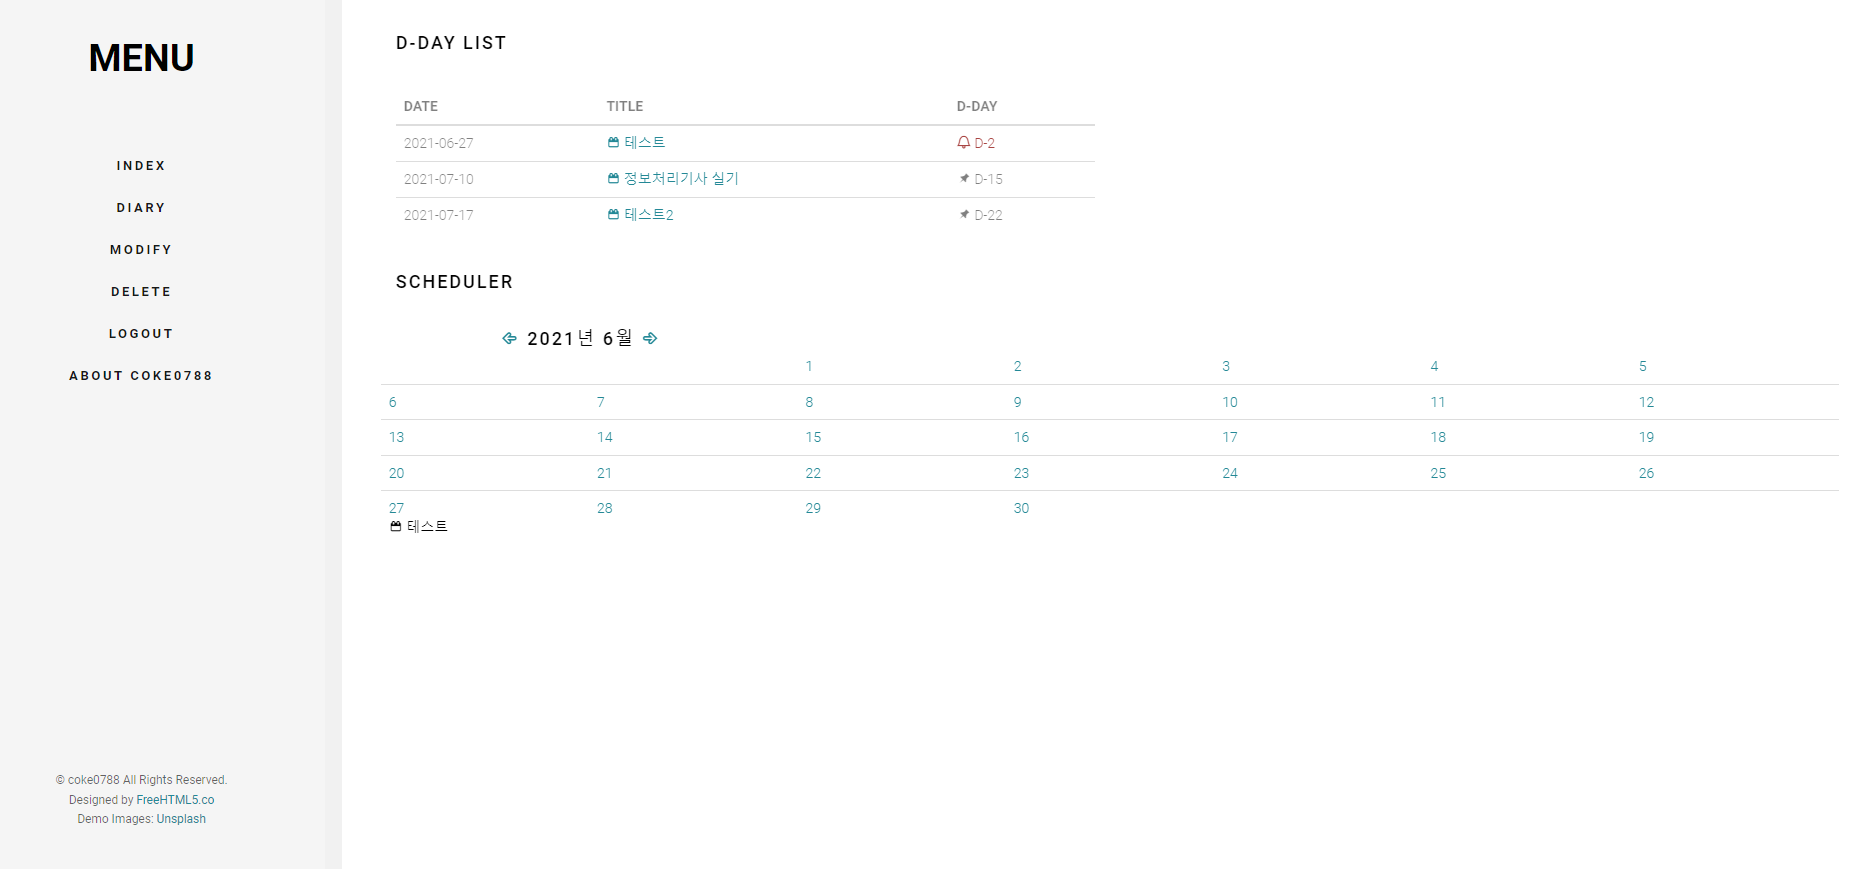 MENU
INDEX
DIARY
MODIFY
DELETE
LOGOUT
ABOUT COKE0788
© coke0788 All Rights Reserved.
Designed by FreeHTML5.co
Demo Images: Unsplash
D-DAY LIST
DATE TITLE D-DAY
2021-06-27 테스트 D-2
2021-07-10 정보처리기사 실기 D-15
2021-07-17 테스트2 D-22
SCHEDULER
2021년 6월
1 2 3 4 5
6 7 8 9 10 11 12
13 14 15 16 17 18 19
20 21 22 23 24 25 26
27 28 29 30
테스트